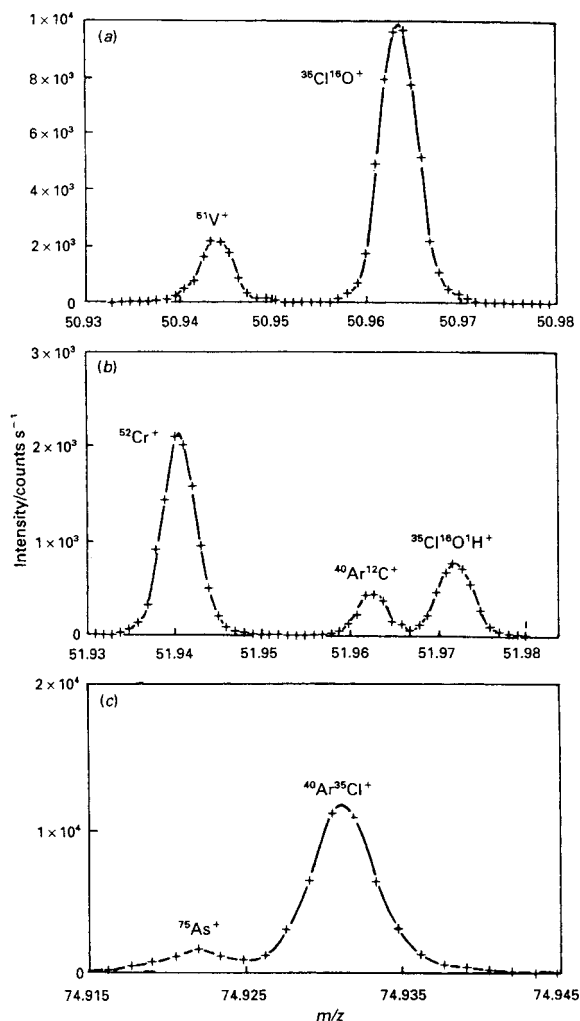 1 × 10⁴
(a)
³⁵Cl¹⁶O⁺
8 × 10³
6 × 10³
4 × 10³
⁵¹V⁺
2 × 10³
0
50.93 50.94 50.95 50.96 50.97 50.98
3 × 10³
(b)
⁵²Cr⁺
2 × 10³
Intensity/counts s⁻¹
³⁵Cl¹⁶O¹H⁺
1 × 10³
⁴⁰Ar¹²C⁺
0
51.93 51.94 51.95 51.96 51.97 51.98
2 × 10⁴
(c)
⁴⁰Ar³⁵Cl⁺
1 × 10⁴
⁷⁵As⁺
0
74.915 74.925 74.935 74.945
m/z